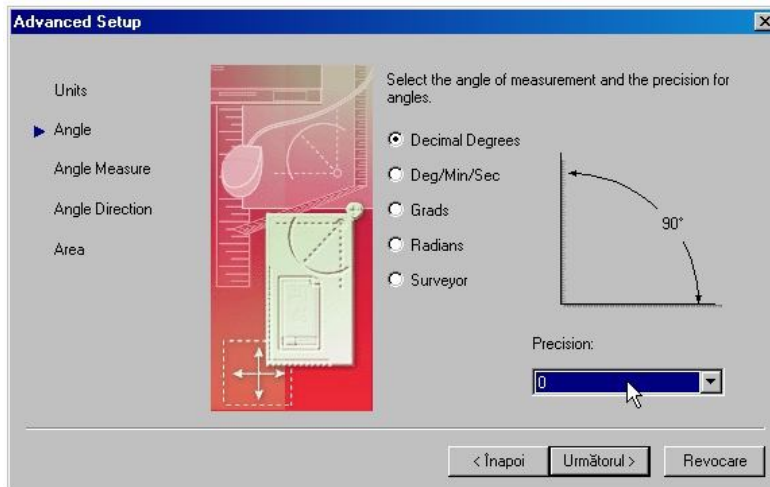 Advanced Setup
Units
Angle
Angle Measure
Angle Direction
Area
Select the angle of measurement and the precision for
angles.
Decimal Degrees
Deg/Min/Sec
Grads
Radians
Surveyor
90°
Precision:
0
< Înapoi
Următorul >
Revocare